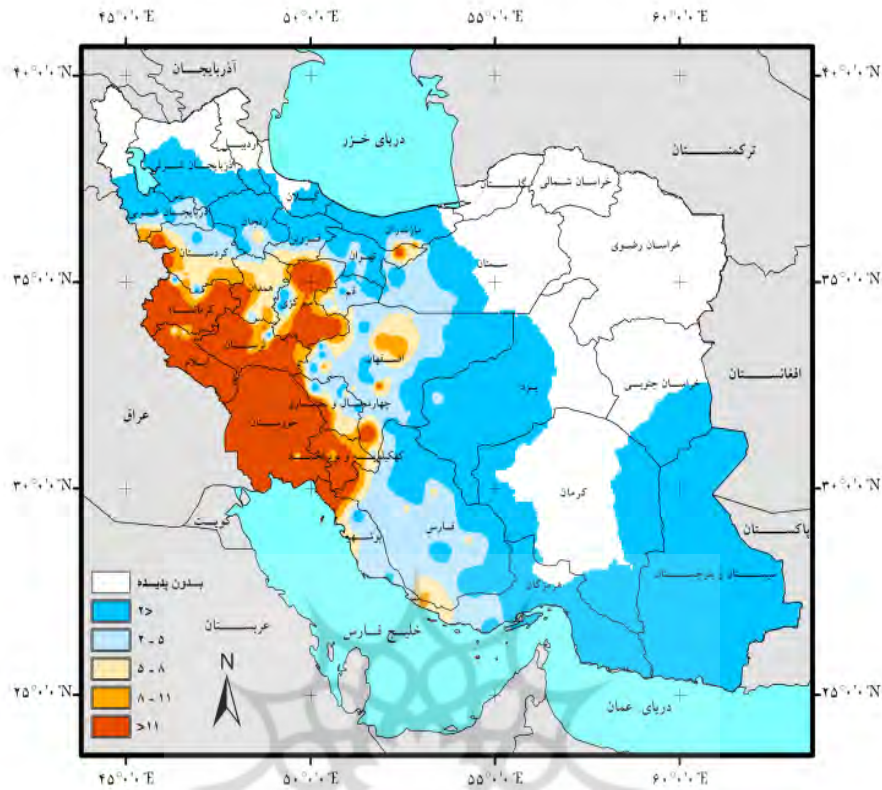 ۴۵°۰'۰"E ۵۰°۰'۰"E ۵۵°۰'۰"E ۶۰°۰'۰"E
۴۰°۰'۰"N ۴۰°۰'۰"N
آذربایجان
دریای خزر
ترکمنستان
اردبیل
آذربایجان شرقی
گیلان
گلستان
خراسان شمالی
آذربایجان غربی
زنجان
مازندران
خراسان رضوی
قزوین
تهران
سمنان
کردستان
۳۵°۰'۰"N ۳۵°۰'۰"N
همدان
قم
مرکزی
کرمانشاه
لرستان
ایلام
اصفهان
یزد
خراسان جنوبی
افغانستان
عراق
چهارمحال و بختیاری
خوزستان
کهکیلویه و بویراحمد
۳۰°۰'۰"N ۳۰°۰'۰"N
کرمان
کویت
فارس
پاکستان
بوشهر
سیستان و بلوچستان
هرمزگان
بدون پدیده
۲>
۲ - ۵
۵ - ۸
۸ - ۱۱
>۱۱
عربستان
خلیج فارس
N
۲۵°۰'۰"N ۲۵°۰'۰"N
دریای عمان
۴۵°۰'۰"E ۵۰°۰'۰"E ۵۵°۰'۰"E ۶۰°۰'۰"E